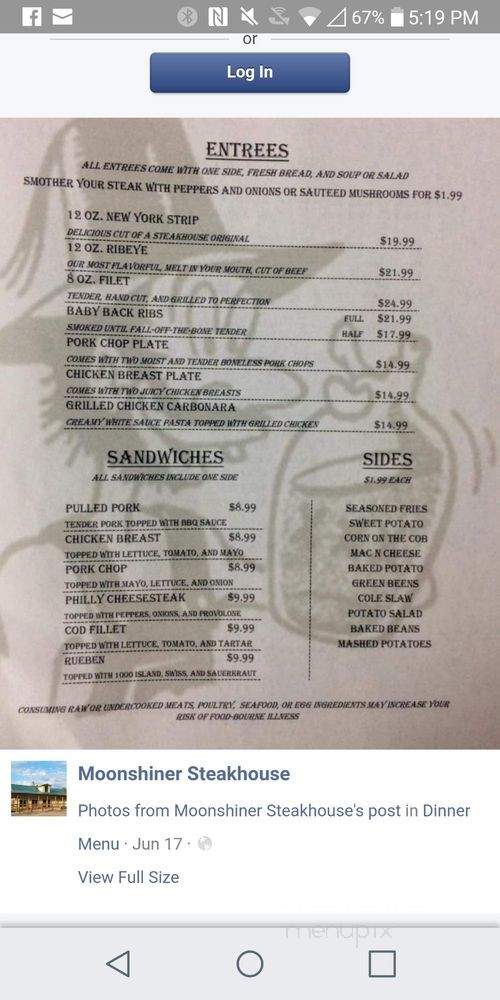 67% 5:19 PM
or
Log In
ENTREES
ALL ENTREES COME WITH ONE SIDE, FRESH BREAD, AND SOUP OR SALAD
SMOTHER YOUR STEAK WITH PEPPERS AND ONIONS OR SAUTEED MUSHROOMS FOR $1.99
12 OZ. NEW YORK STRIP
DELICIOUS CUT OF A STEAKHOUSE ORIGINAL $19.99
12 OZ. RIBEYE
OUR MOST FLAVORFUL, MELT IN YOUR MOUTH, CUT OF BEEF $21.99
8 OZ. FILET
TENDER, HAND CUT, AND GRILLED TO PERFECTION $24.99
BABY BACK RIBS FULL $21.99
SMOKED UNTIL FALL-OFF-THE-BONE TENDER HALF $17.99
PORK CHOP PLATE
COMES WITH TWO MOIST AND TENDER BONELESS PORK CHOPS $14.99
CHICKEN BREAST PLATE
COMES WITH TWO JUICY CHICKEN BREASTS $14.99
GRILLED CHICKEN CARBONARA
CREAMY WHITE SAUCE PASTA TOPPED WITH GRILLED CHICKEN $14.99
SANDWICHES
ALL SANDWICHES INCLUDE ONE SIDE
PULLED PORK $8.99
TENDER PORK TOPPED WITH BBQ SAUCE
CHICKEN BREAST $8.99
TOPPED WITH LETTUCE, TOMATO, AND MAYO
PORK CHOP $8.99
TOPPED WITH MAYO, LETTUCE, AND ONION
PHILLY CHEESESTEAK $9.99
TOPPED WITH PEPPERS, ONIONS, AND PROVOLONE
COD FILLET $9.99
TOPPED WITH LETTUCE, TOMATO, AND TARTAR
RUEBEN $9.99
TOPPED WITH 1000 ISLAND, SWISS, AND SAUERKRAUT
SIDES
$1.99 EACH
SEASONED FRIES
SWEET POTATO
CORN ON THE COB
MAC N CHEESE
BAKED POTATO
GREEN BEENS
COLE SLAW
POTATO SALAD
BAKED BEANS
MASHED POTATOES
CONSUMING RAW OR UNDERCOOKED MEATS, POULTRY, SEAFOOD, OR EGG INGREDIENTS MAY INCREASE YOUR
RISK OF FOOD-BOURNE ILLNESS
Moonshiner Steakhouse
Photos from Moonshiner Steakhouse's post in Dinner
Menu · Jun 17 ·
View Full Size
menupix